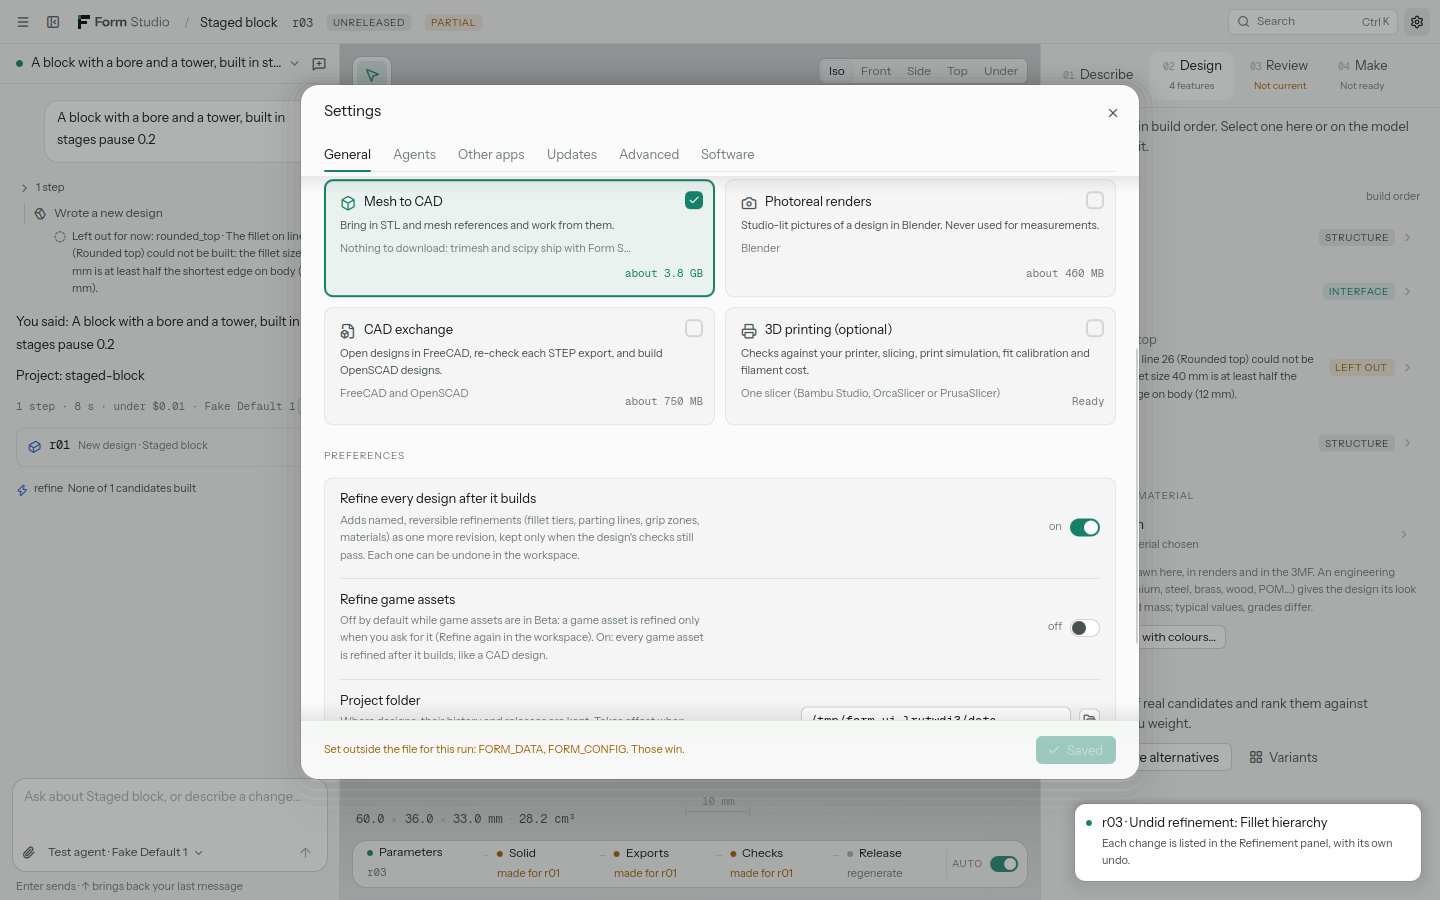 Form Studio / Staged block r03 UNRELEASED PARTIAL
Search Ctrl K
A block with a bore and a tower, built in st...
Iso Front Side Top Under
01 Describe
02 Design
4 features
03 Review
Not current
04 Make
Not ready
A block with a bore and a tower, built in
stages pause 0.2
1 step
Wrote a new design
Left out for now: rounded_top · The fillet on line
(Rounded top) could not be built: the fillet size
mm is at least half the shortest edge on body (
mm).
You said: A block with a bore and a tower, built in
stages pause 0.2
Project: staged-block
1 step · 8 s · under $0.01 · Fake Default 1
r01 New design · Staged block
refine None of 1 candidates built
Ask about Staged block, or describe a change...
Test agent · Fake Default 1
Enter sends · ↑ brings back your last message
Settings
General Agents Other apps Updates Advanced Software
Mesh to CAD
Bring in STL and mesh references and work from them.
Nothing to download: trimesh and scipy ship with Form S...
about 3.8 GB
Photoreal renders
Studio-lit pictures of a design in Blender. Never used for measurements.
Blender
about 460 MB
CAD exchange
Open designs in FreeCAD, re-check each STEP export, and build
OpenSCAD designs.
FreeCAD and OpenSCAD
about 750 MB
3D printing (optional)
Checks against your printer, slicing, print simulation, fit calibration and
filament cost.
One slicer (Bambu Studio, OrcaSlicer or PrusaSlicer)
Ready
PREFERENCES
Refine every design after it builds
Adds named, reversible refinements (fillet tiers, parting lines, grip zones,
materials) as one more revision, kept only when the design's checks still
pass. Each one can be undone in the workspace.
on
Refine game assets
Off by default while game assets are in Beta: a game asset is refined only
when you ask for it (Refine again in the workspace). On: every game asset
is refined after it builds, like a CAD design.
off
Project folder
Set outside the file for this run: FORM_DATA, FORM_CONFIG. Those win.
Saved
in build order. Select one here or on the model
it.
build order
STRUCTURE
INTERFACE
top
line 26 (Rounded top) could not be
et size 40 mm is at least half the
ge on body (12 mm).
LEFT OUT
STRUCTURE
MATERIAL
erial chosen
awn here, in renders and in the 3MF. An engineering
nium, steel, brass, wood, POM...) gives the design its look
d mass; typical values, grades differ.
with colours...
f real candidates and rank them against
u weight.
e alternatives
Variants
10 mm
60.0 × 36.0 × 33.0 mm · 28.2 cm³
Parameters
r03
Solid
made for r01
Exports
made for r01
Checks
made for r01
Release
regenerate
AUTO
r03 · Undid refinement: Fillet hierarchy
Each change is listed in the Refinement panel, with its own
undo.